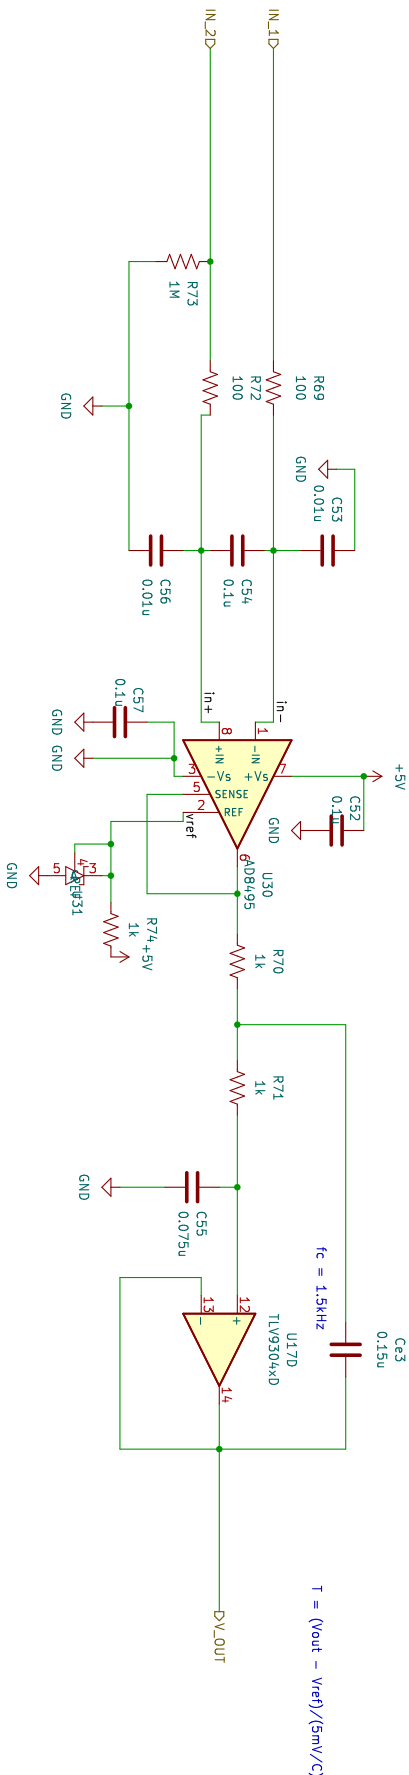 IN_2
IN_1
R73
1M
R69
100
R72
100
GND
GND
C53
0.01u
C54
0.1u
C56
0.01u
in+
in-
C57
0.1u
GND
GND
8
1
+IN
-IN
3
-Vs
+Vs
7
5
SENSE
2
REF
vref
6
U30
AD8495
+5V
C52
0.1u
GND
GND
5
4
3
U31
R74
1k
+5V
R70
1k
R71
1k
GND
C55
0.075u
fc = 1.5kHz
13
12
-
+
14
U17D
TLV9304xD
Ce3
0.15u
V_OUT
T = (Vout - Vref)/(5mV/C)